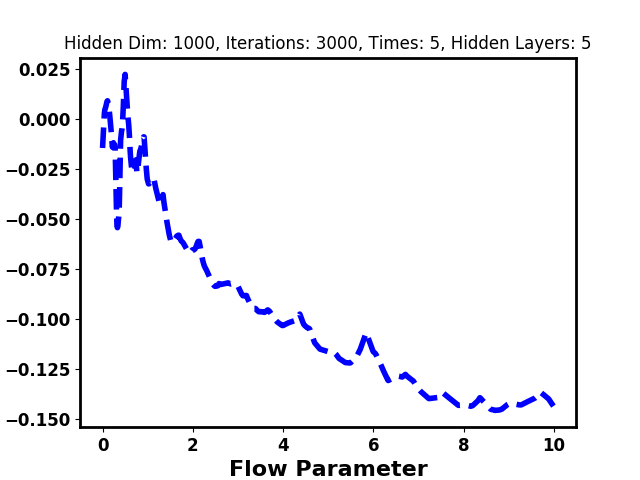 Hidden Dim: 1000, Iterations: 3000, Times: 5, Hidden Layers: 5
0.025
0.000
−0.025
−0.050
−0.075
−0.100
−0.125
−0.150
0 2 4 6 8 10
Flow Parameter